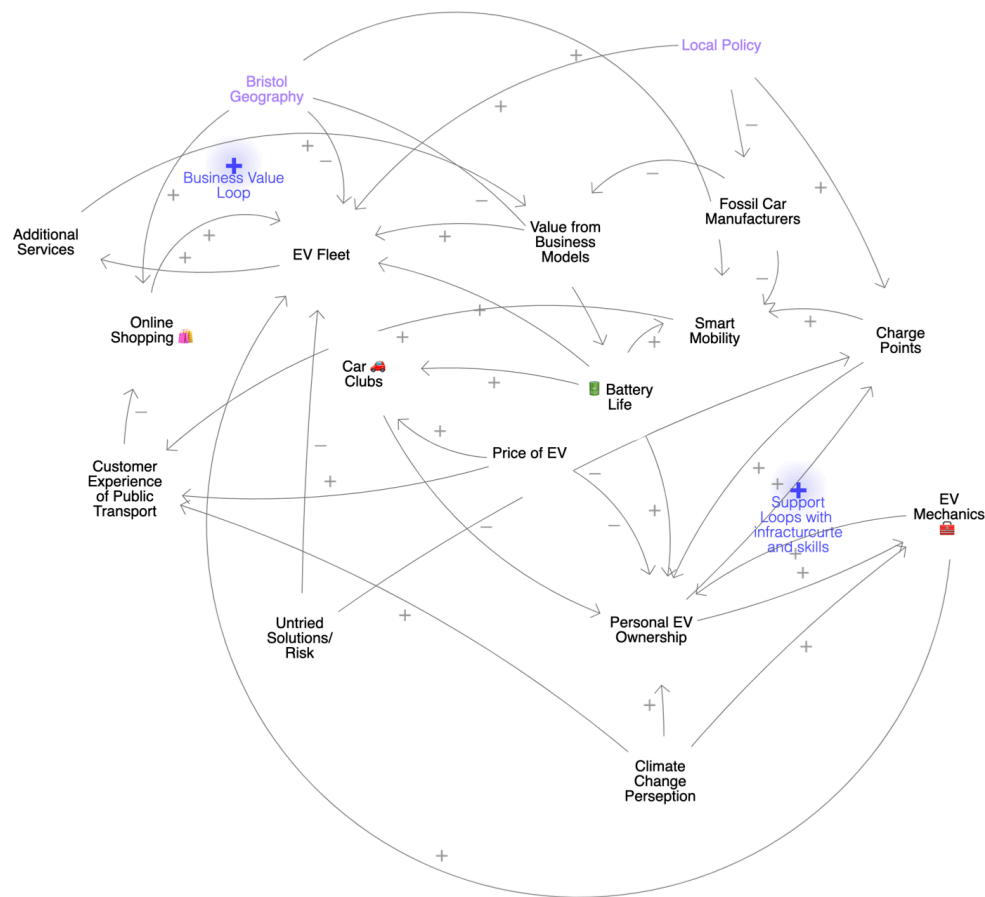 Local Policy
Bristol
Geography
Business Value
Loop
Fossil Car
Manufacturers
Additional
Services
EV Fleet
Value from
Business
Models
Online
Shopping 🛍️
Car 🚗
Clubs
Smart
Mobility
Charge
Points
🔋 Battery
Life
Price of EV
Customer
Experience
of Public
Transport
Support
Loops with
infracturcurte
and skills
EV
Mechanics
🧰
Untried
Solutions/
Risk
Personal EV
Ownership
Climate
Change
Perseption